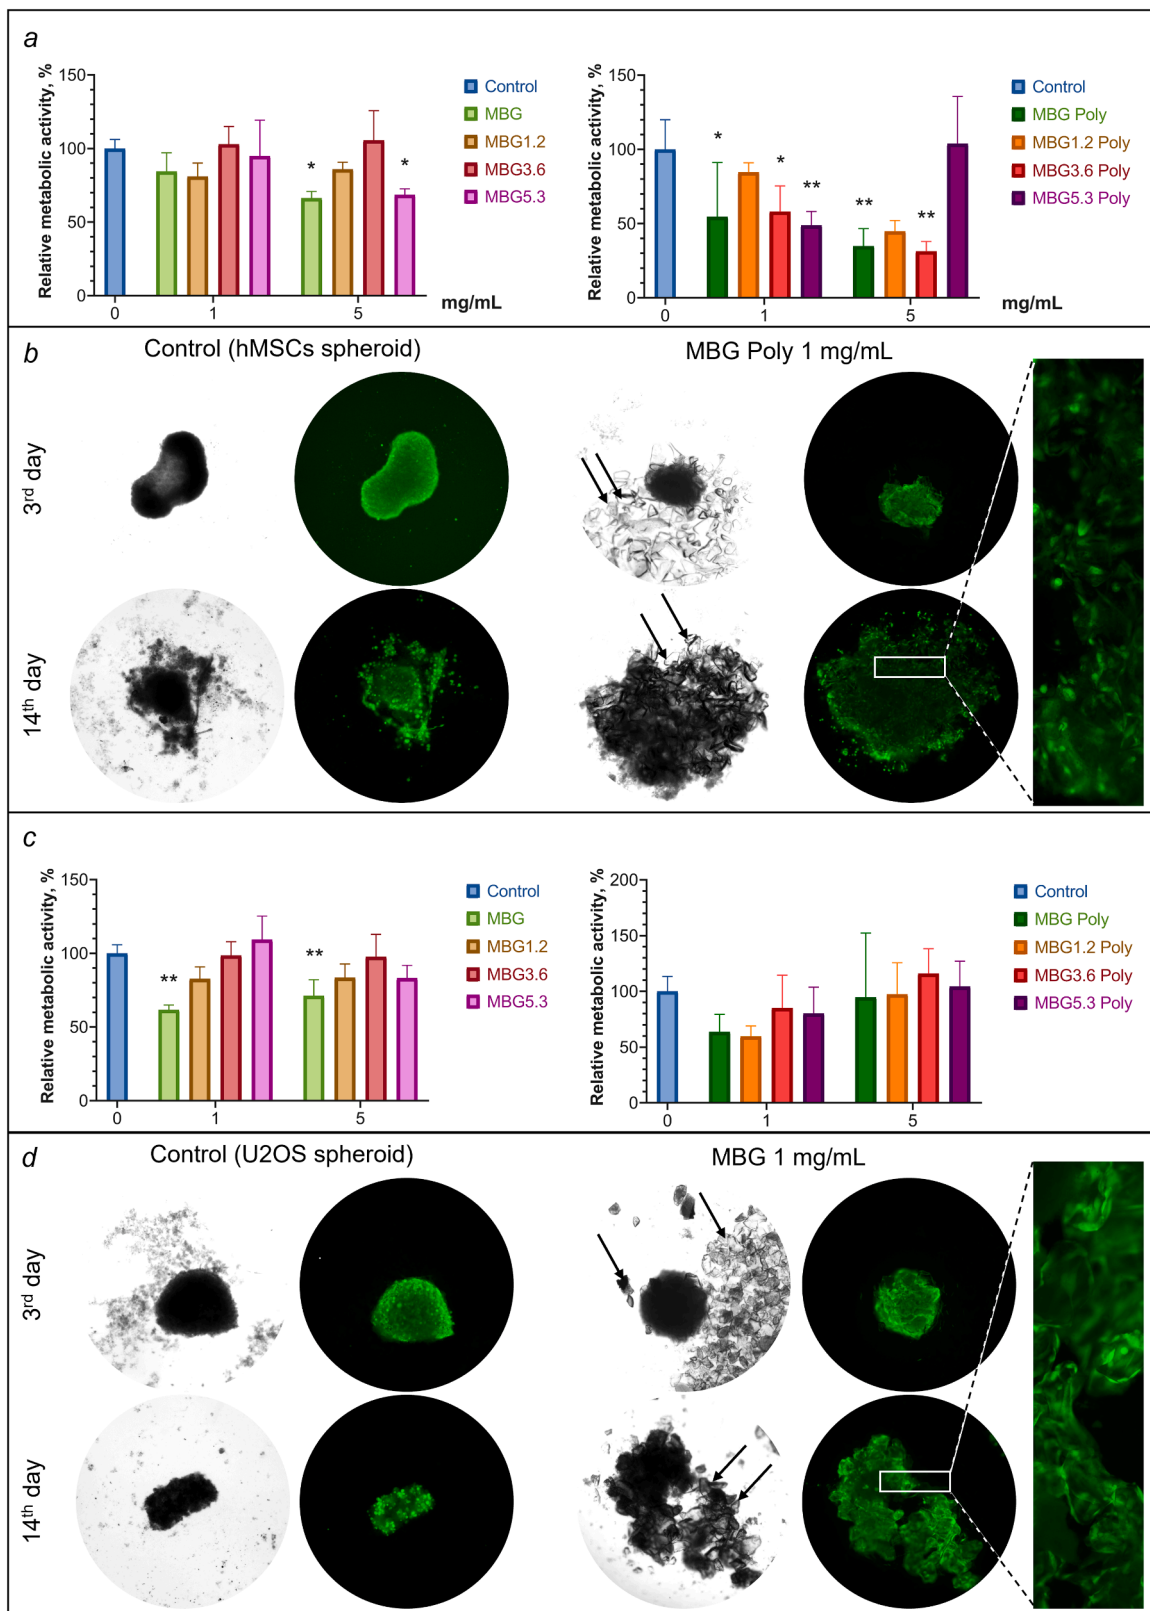 a
Relative metabolic activity, %
150
100
50
0
0
1
5
mg/mL
*
*
Control
MBG
MBG1.2
MBG3.6
MBG5.3
Relative metabolic activity, %
150
100
50
0
0
1
5
mg/mL
*
*
**
**
**
Control
MBG Poly
MBG1.2 Poly
MBG3.6 Poly
MBG5.3 Poly
b
Control (hMSCs spheroid)
MBG Poly 1 mg/mL
3rd day
14th day
c
Relative metabolic activity, %
150
100
50
0
0
1
5
**
**
Control
MBG
MBG1.2
MBG3.6
MBG5.3
Relative metabolic activity, %
200
150
100
50
0
0
1
5
Control
MBG Poly
MBG1.2 Poly
MBG3.6 Poly
MBG5.3 Poly
d
Control (U2OS spheroid)
MBG 1 mg/mL
3rd day
14th day